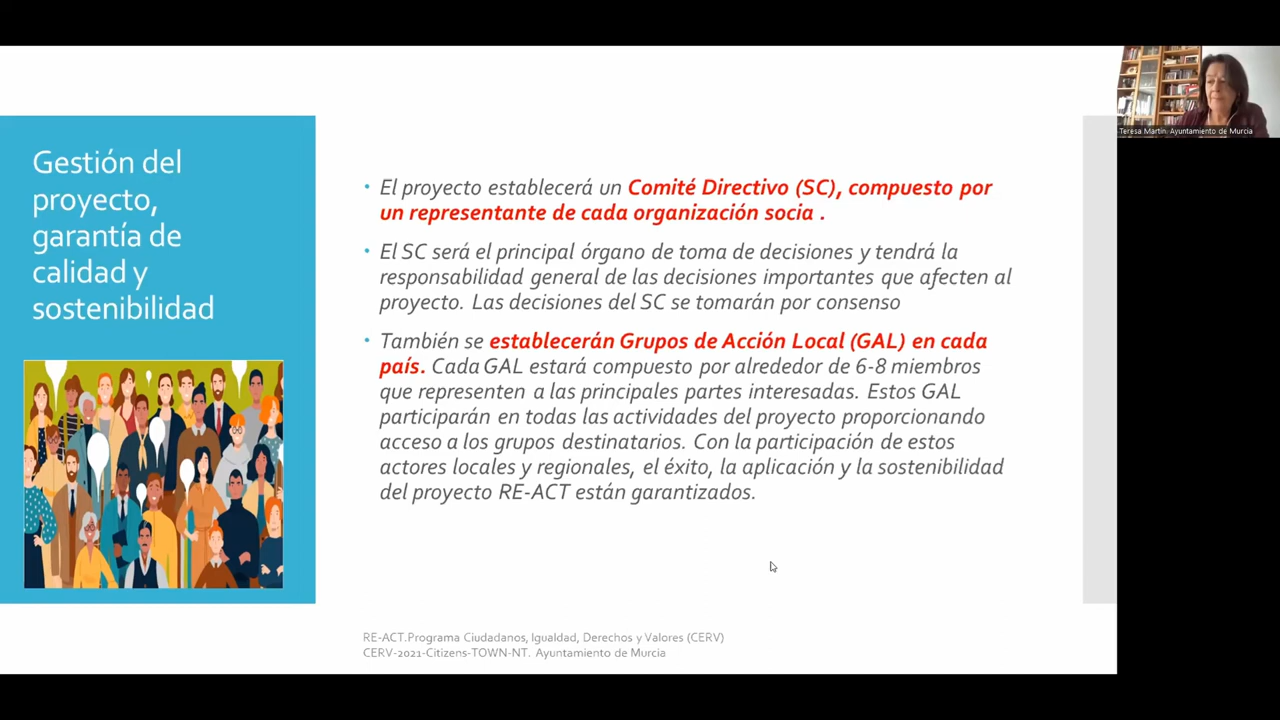 Gestión del
proyecto,
garantía de
calidad y
sostenibilidad
• El proyecto establecerá un Comité Directivo (SC), compuesto por
un representante de cada organización socia .
• El SC será el principal órgano de toma de decisiones y tendrá la
responsabilidad general de las decisiones importantes que afecten al
proyecto. Las decisiones del SC se tomarán por consenso
• También se establecerán Grupos de Acción Local (GAL) en cada
país. Cada GAL estará compuesto por alrededor de 6-8 miembros
que representen a las principales partes interesadas. Estos GAL
participarán en todas las actividades del proyecto proporcionando
acceso a los grupos destinatarios. Con la participación de estos
actores locales y regionales, el éxito, la aplicación y la sostenibilidad
del proyecto RE-ACT están garantizados.
RE-ACT.Programa Ciudadanos, Igualdad, Derechos y Valores (CERV)
CERV-2021-Citizens-TOWN-NT. Ayuntamiento de Murcia
Teresa Martín. Ayuntamiento de Murcia